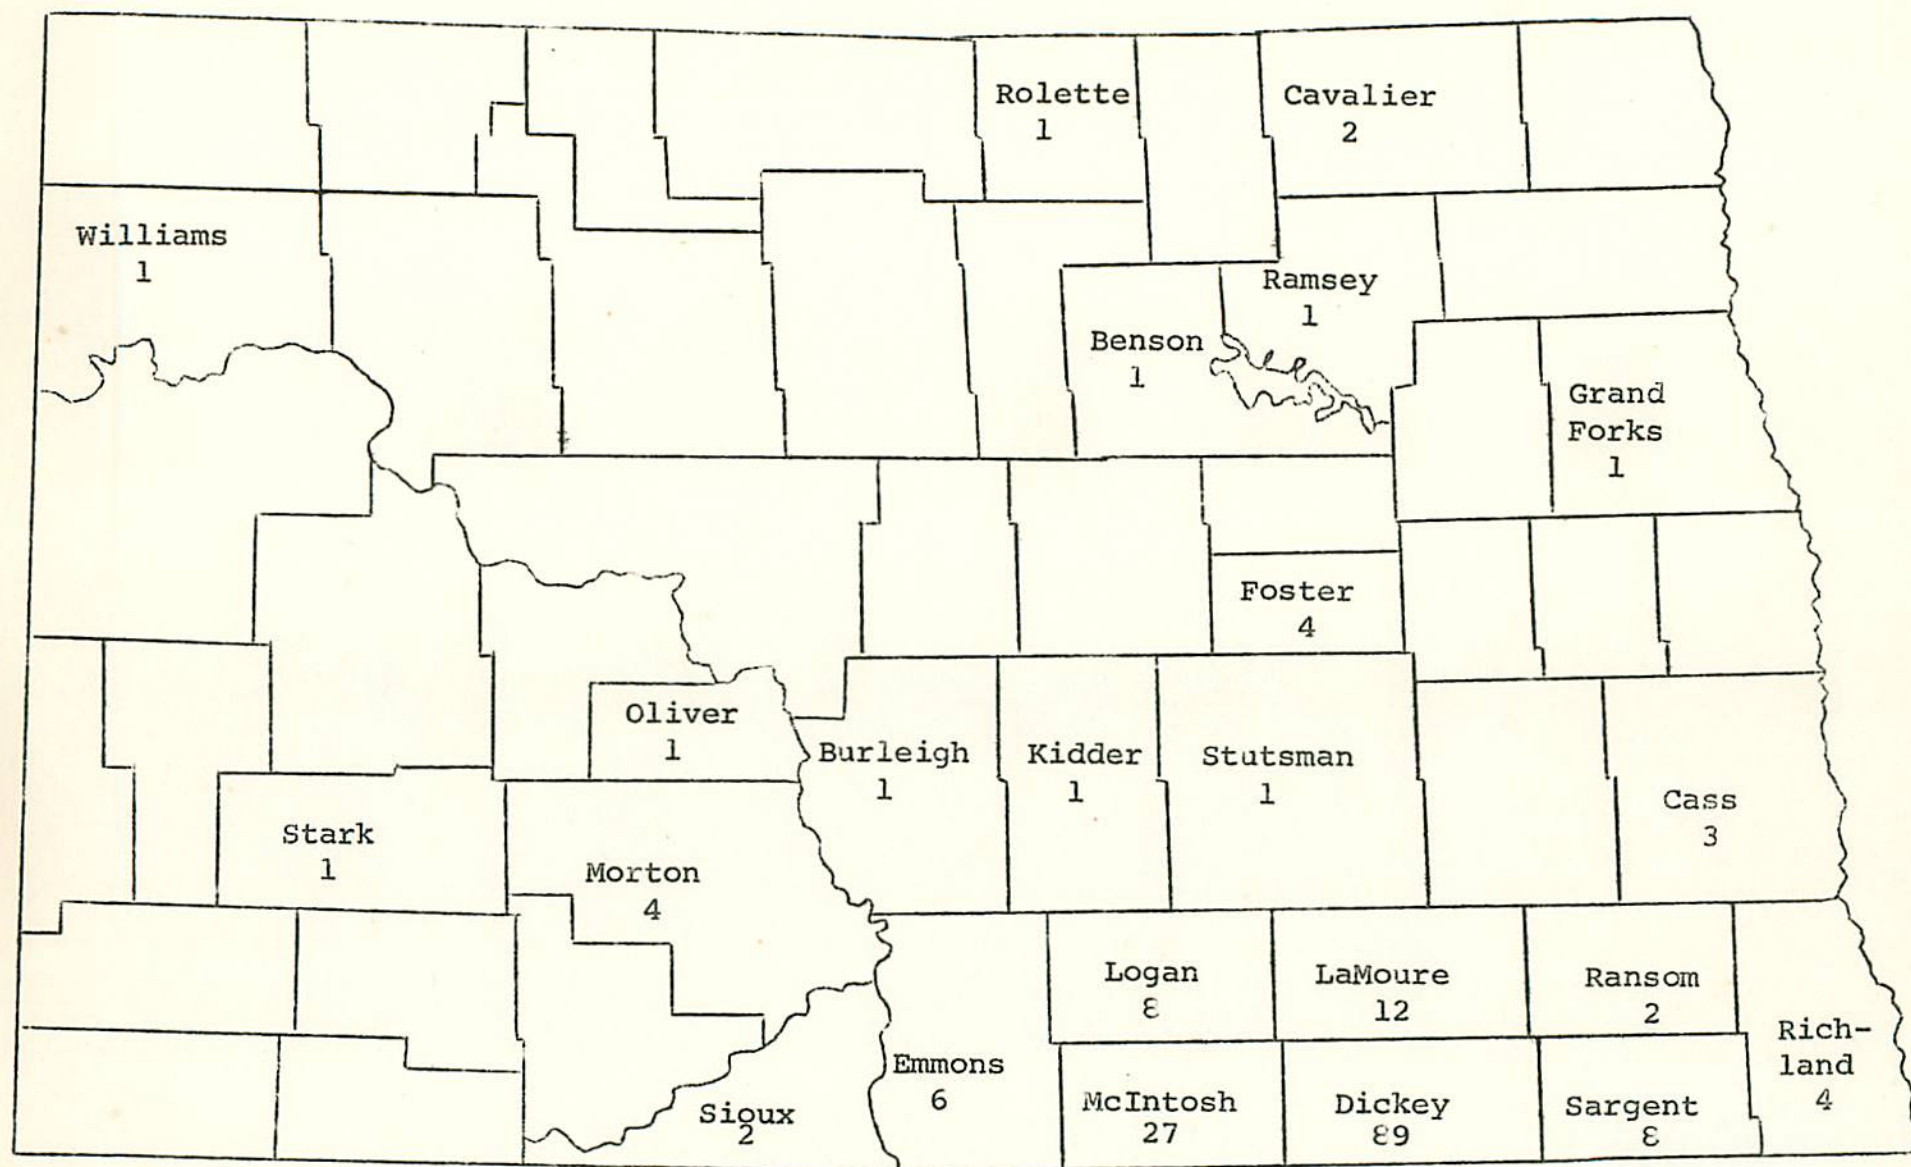 Rolette
1
Cavalier
2
Williams
1
Ramsey
1
Benson
1
Grand
Forks
1
Foster
4
Oliver
1
Burleigh
1
Kidder
1
Stutsman
1
Cass
3
Stark
1
Morton
4
Logan
8
LaMoure
12
Ransom
2
Rich-
land
4
Emmons
6
Sioux
2
McIntosh
27
Dickey
89
Sargent
8